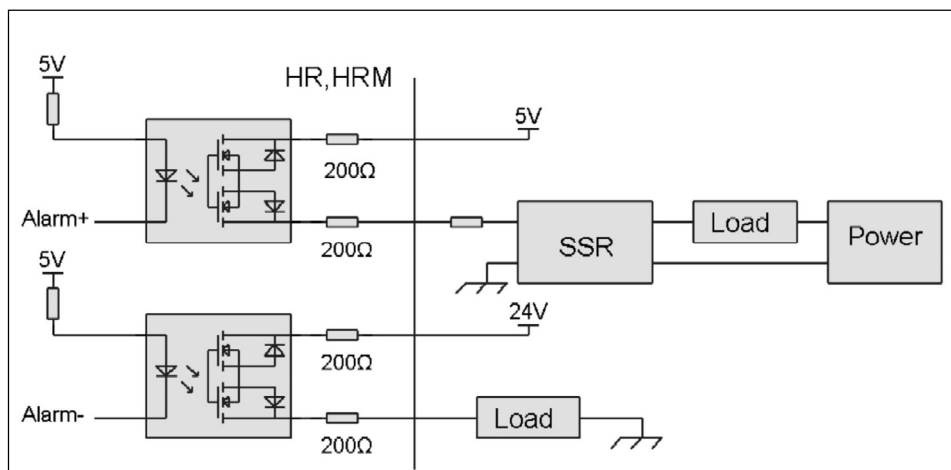 5V
HR,HRM
5V
200Ω
Alarm+
200Ω
SSR
Load
Power
5V
24V
200Ω
Alarm-
200Ω
Load